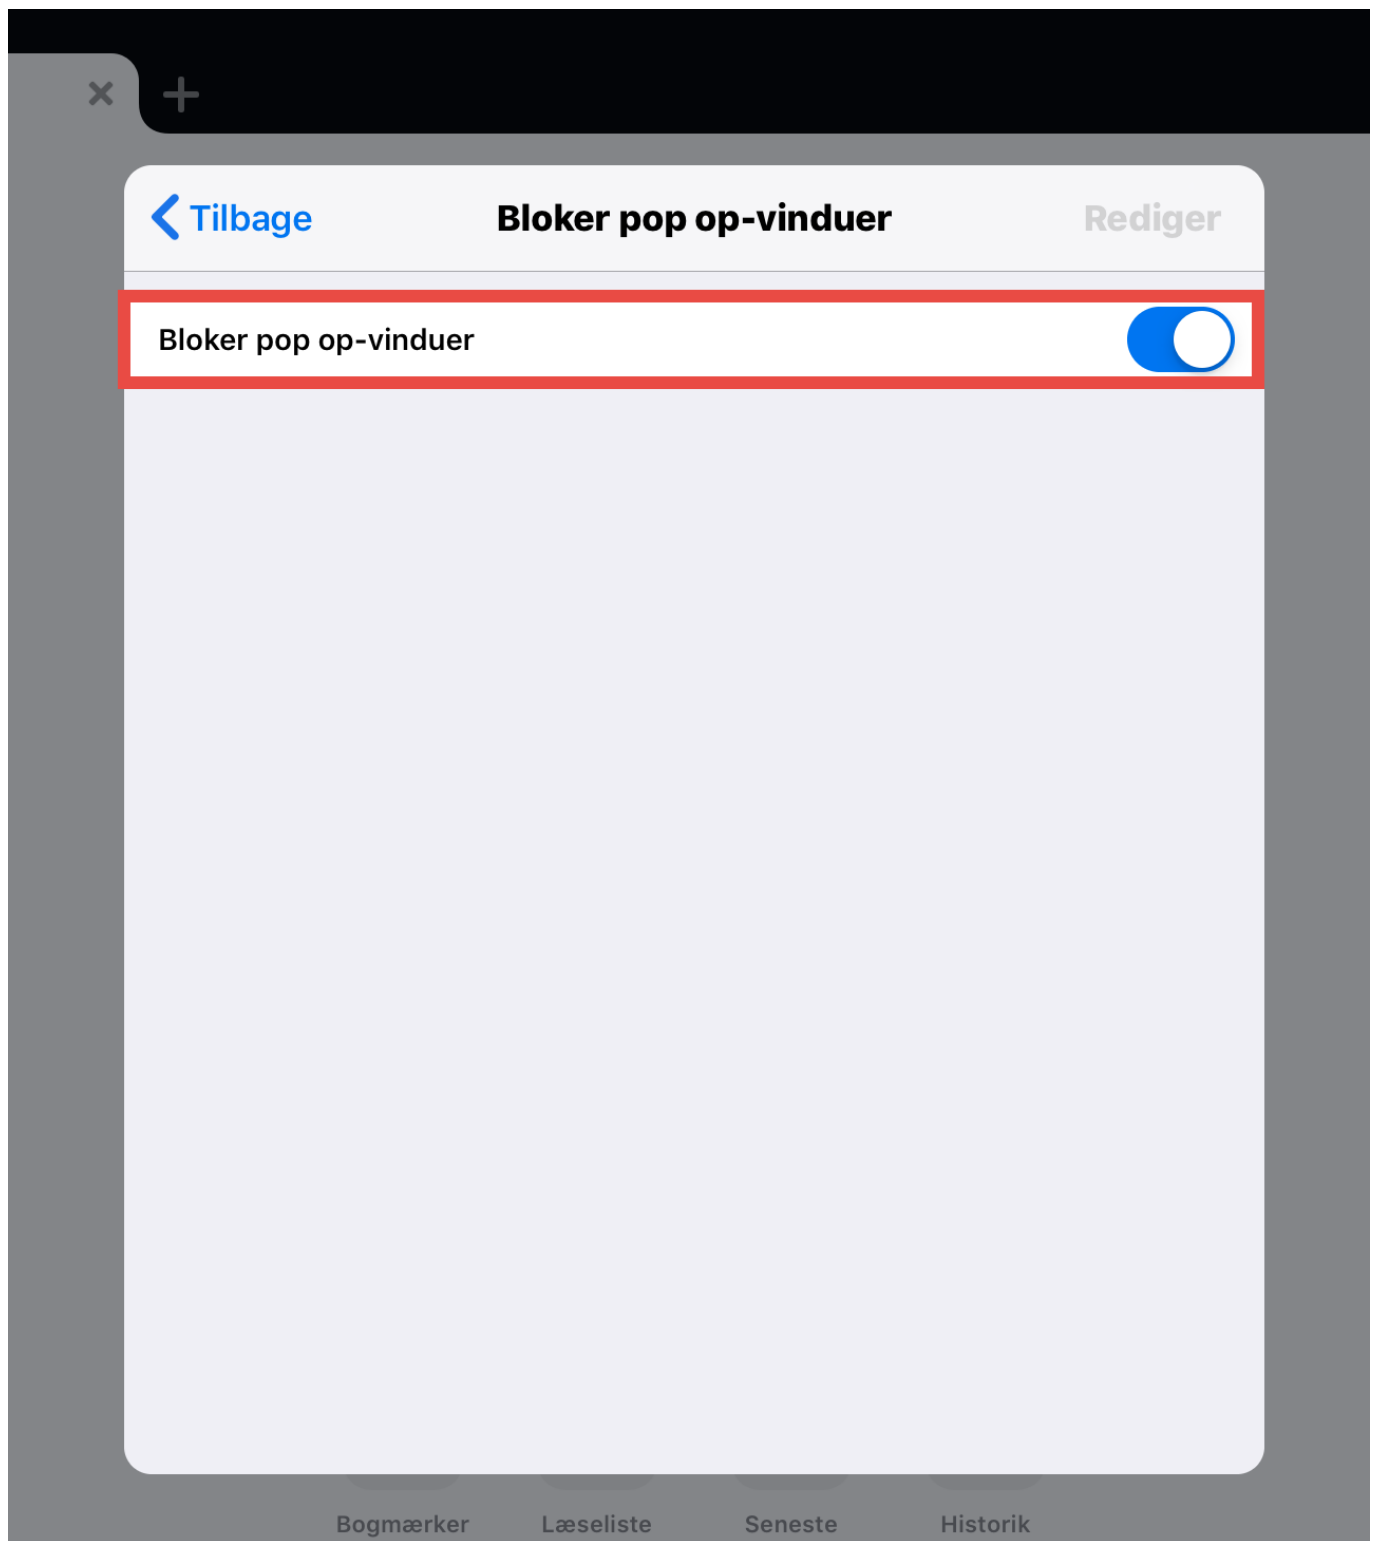 Tilbage
Bloker pop op-vinduer
Rediger
Bloker pop op-vinduer
Bogmærker
Læseliste
Seneste
Historik